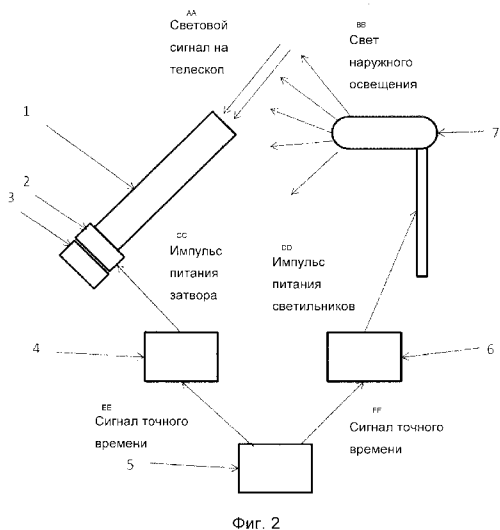 AA
Световой
сигнал на
телескоп
BB
Свет
наружного
освещения
1
2
3
7
CC
Импульс
питания
затвора
DD
Импульс
питания
светильников
4
6
EE
Сигнал точного
времени
FF
Сигнал точного
времени
5
Фиг. 2